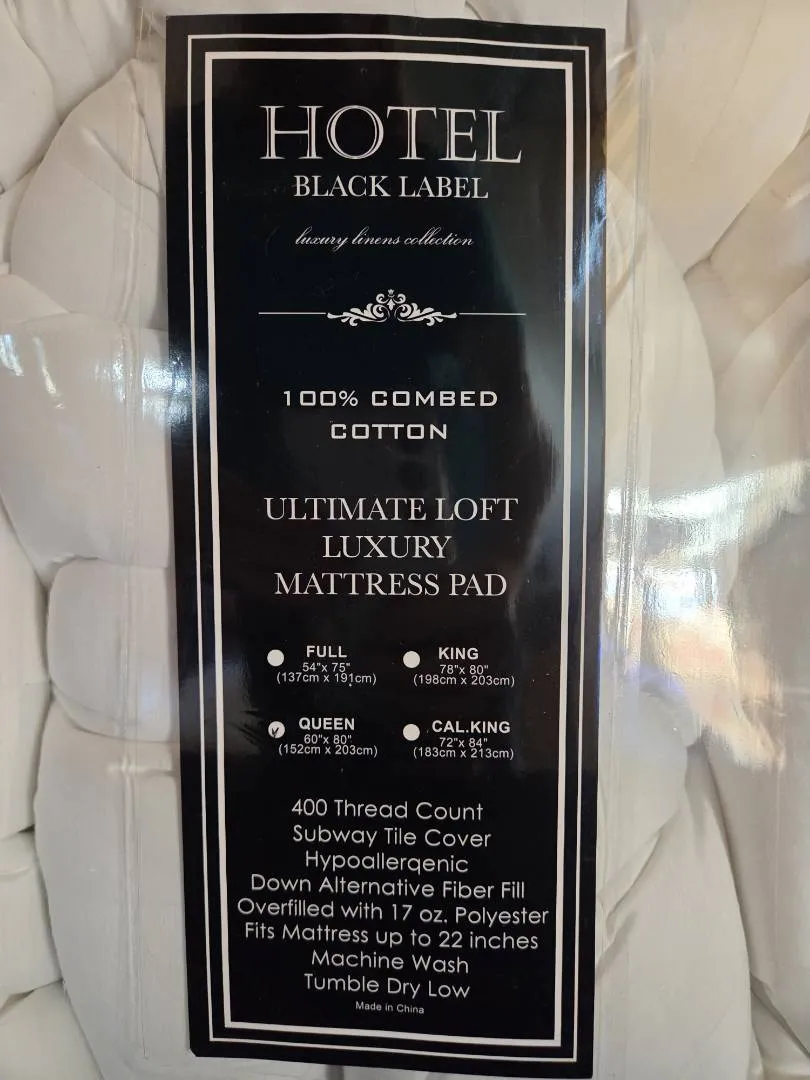 HOTEL
BLACK LABEL
luxury linens collection
100% COMBED
COTTON
ULTIMATE LOFT
LUXURY
MATTRESS PAD
FULL
54"x 75"
(137cm x 191cm)
KING
78"x 80"
(198cm x 203cm)
QUEEN
60"x 80"
(152cm x 203cm)
CAL.KING
72"x 84"
(183cm x 213cm)
400 Thread Count
Subway Tile Cover
Hypoallergenic
Down Alternative Fiber Fill
Overfilled with 17 oz. Polyester
Fits Mattress up to 22 inches
Machine Wash
Tumble Dry Low
Made in China